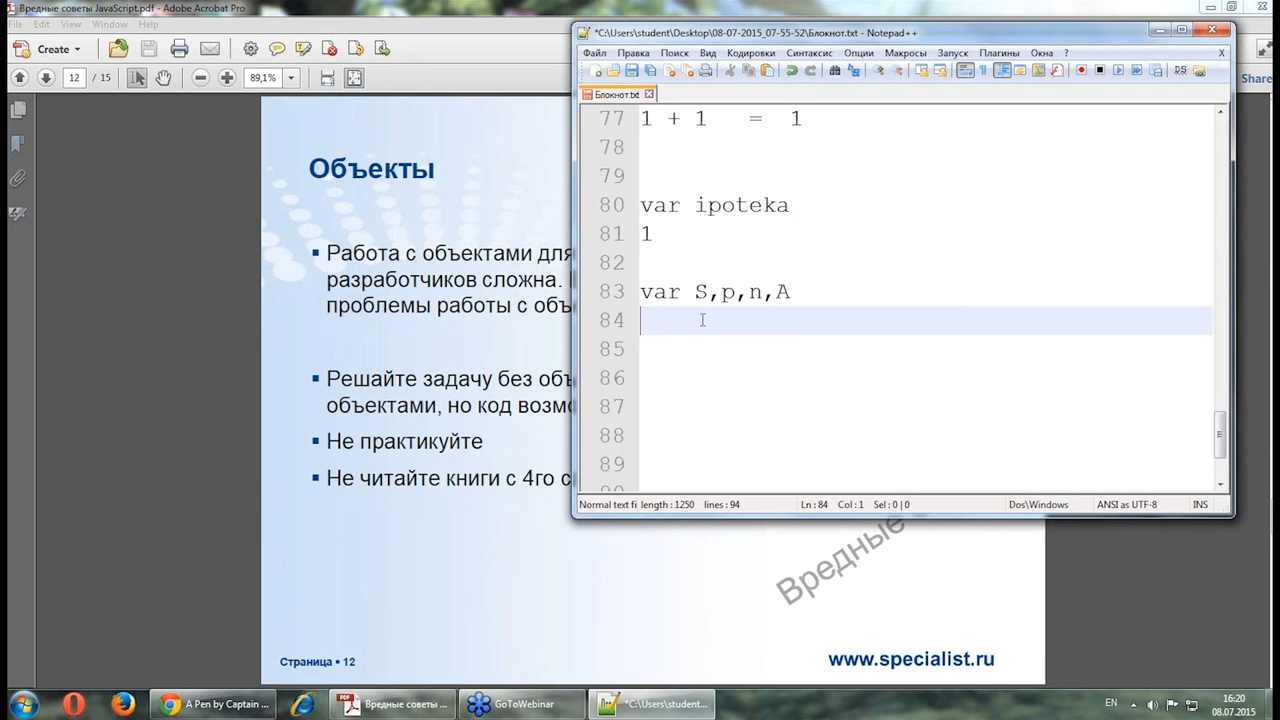 Вредные советы JavaScript.pdf - Adobe Acrobat Pro
File Edit View Window Help
Create
12 / 15
89,1%
Share
*C:\Users\student\Desktop\08-07-2015_07-55-52\Блокнот.txt - Notepad++
Файл Правка Поиск Вид Кодировки Синтаксис Опции Макросы Запуск Плагины Окна ? X
Блокнот.txt
77 1 + 1 = 1
78
79
80 var ipoteka
81 1
82
83 var S,p,n,A
84
85
86
87
88
89
Normal text fi length : 1250 lines : 94 Ln : 84 Col : 1 Sel : 0 | 0 Dos\Windows ANSI as UTF-8 INS
Объекты
Работа с объектами для
разработчиков сложна.
проблемы работы с объ
Решайте задачу без объ
объектами, но код возмо
Не практикуйте
Не читайте книги с 4го с
Вредные
Страница ▪ 12
www.specialist.ru
A Pen by Captain ...
Вредные советы ...
GoToWebinar
*C:\Users\student...
EN
16:20
08.07.2015